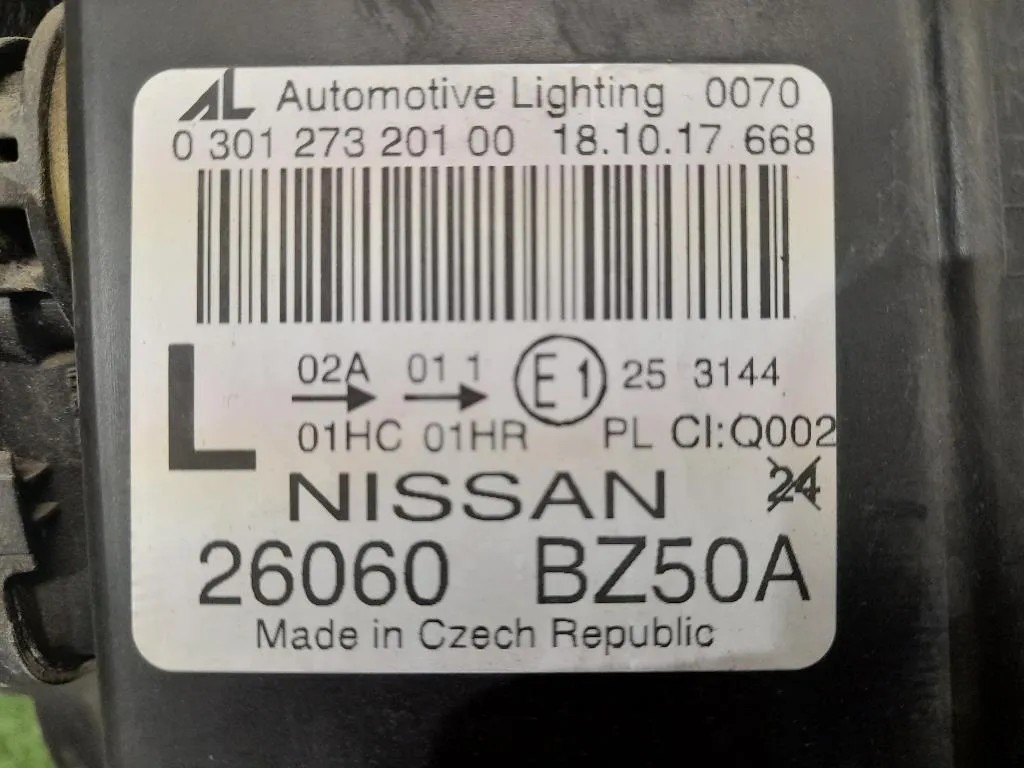 AL Automotive Lighting 0070
0 301 273 201 00 18.10.17 668
L
02A 01 1 E1 25 3144
01HC 01HR PL CI:Q002
NISSAN 24
26060 BZ50A
Made in Czech Republic